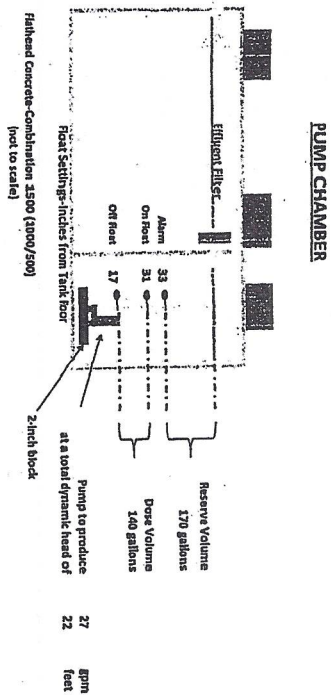 PUMP CHAMBER
Effluent Filter
Alarm 33
On Float 31
Off float 17
Reserve Volume
170 gallons
Dose Volume
140 gallons
Float Settings-Inches from Tank floor
Pump to produce 27 gpm
at a total dynamic head of 22 feet
2-inch block
Flathead Concrete-Combination 1500 (1000/500)
(not to scale)